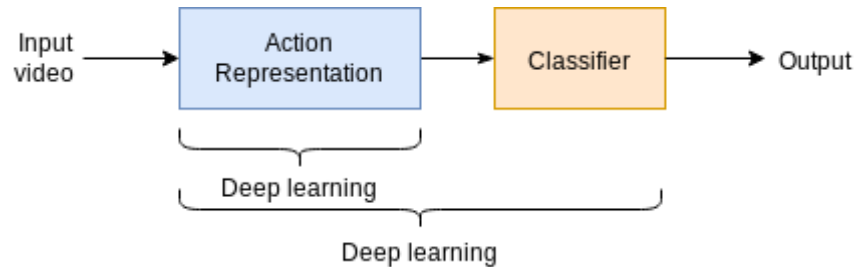 Input
video
Action
Representation
Classifier
Output
Deep learning
Deep learning